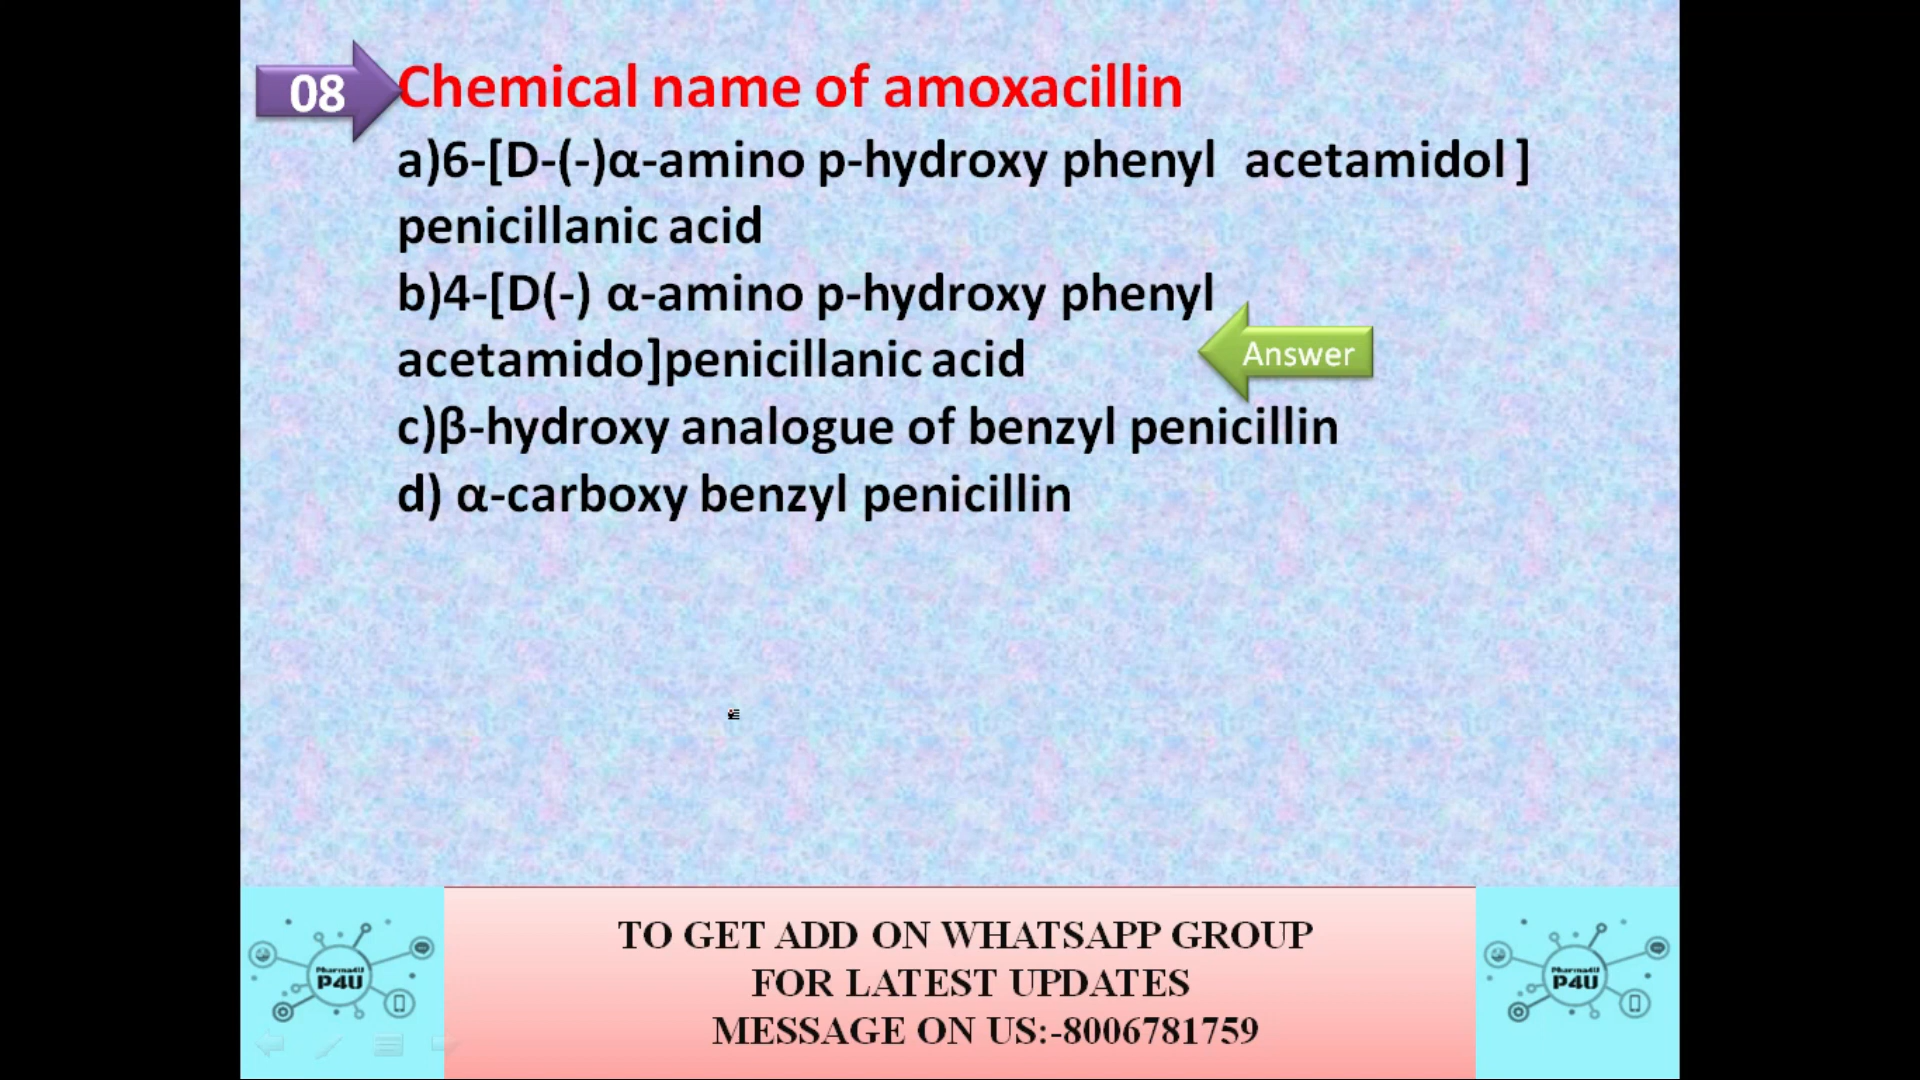 08
Chemical name of amoxacillin
a)6-[D-(-)α-amino p-hydroxy phenyl acetamidol]
penicillanic acid
b)4-[D(-) α-amino p-hydroxy phenyl
acetamido]penicillanic acid
Answer
c)β-hydroxy analogue of benzyl penicillin
d) α-carboxy benzyl penicillin
TO GET ADD ON WHATSAPP GROUP
FOR LATEST UPDATES
MESSAGE ON US:-8006781759
Pharma4U
P4U
Pharma4U
P4U